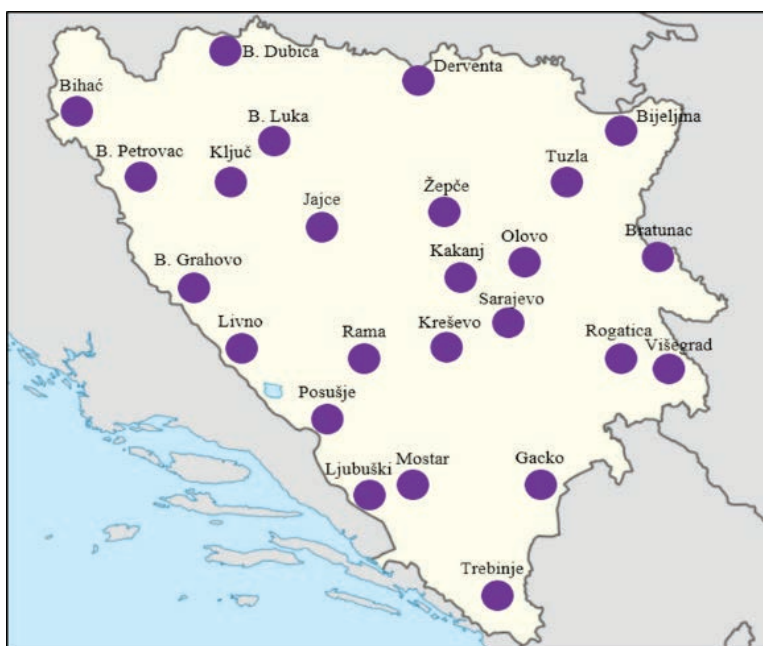 B. Dubica
Derventa
Bihać
B. Luka
Bijeljina
B. Petrovac
Ključ
Tuzla
Žepče
Jajce
Olovo
Bratunac
Kakanj
B. Grahovo
Sarajevo
Livno
Rama
Kreševo
Rogatica
Višegrad
Posušje
Ljubuški
Mostar
Gacko
Trebinje